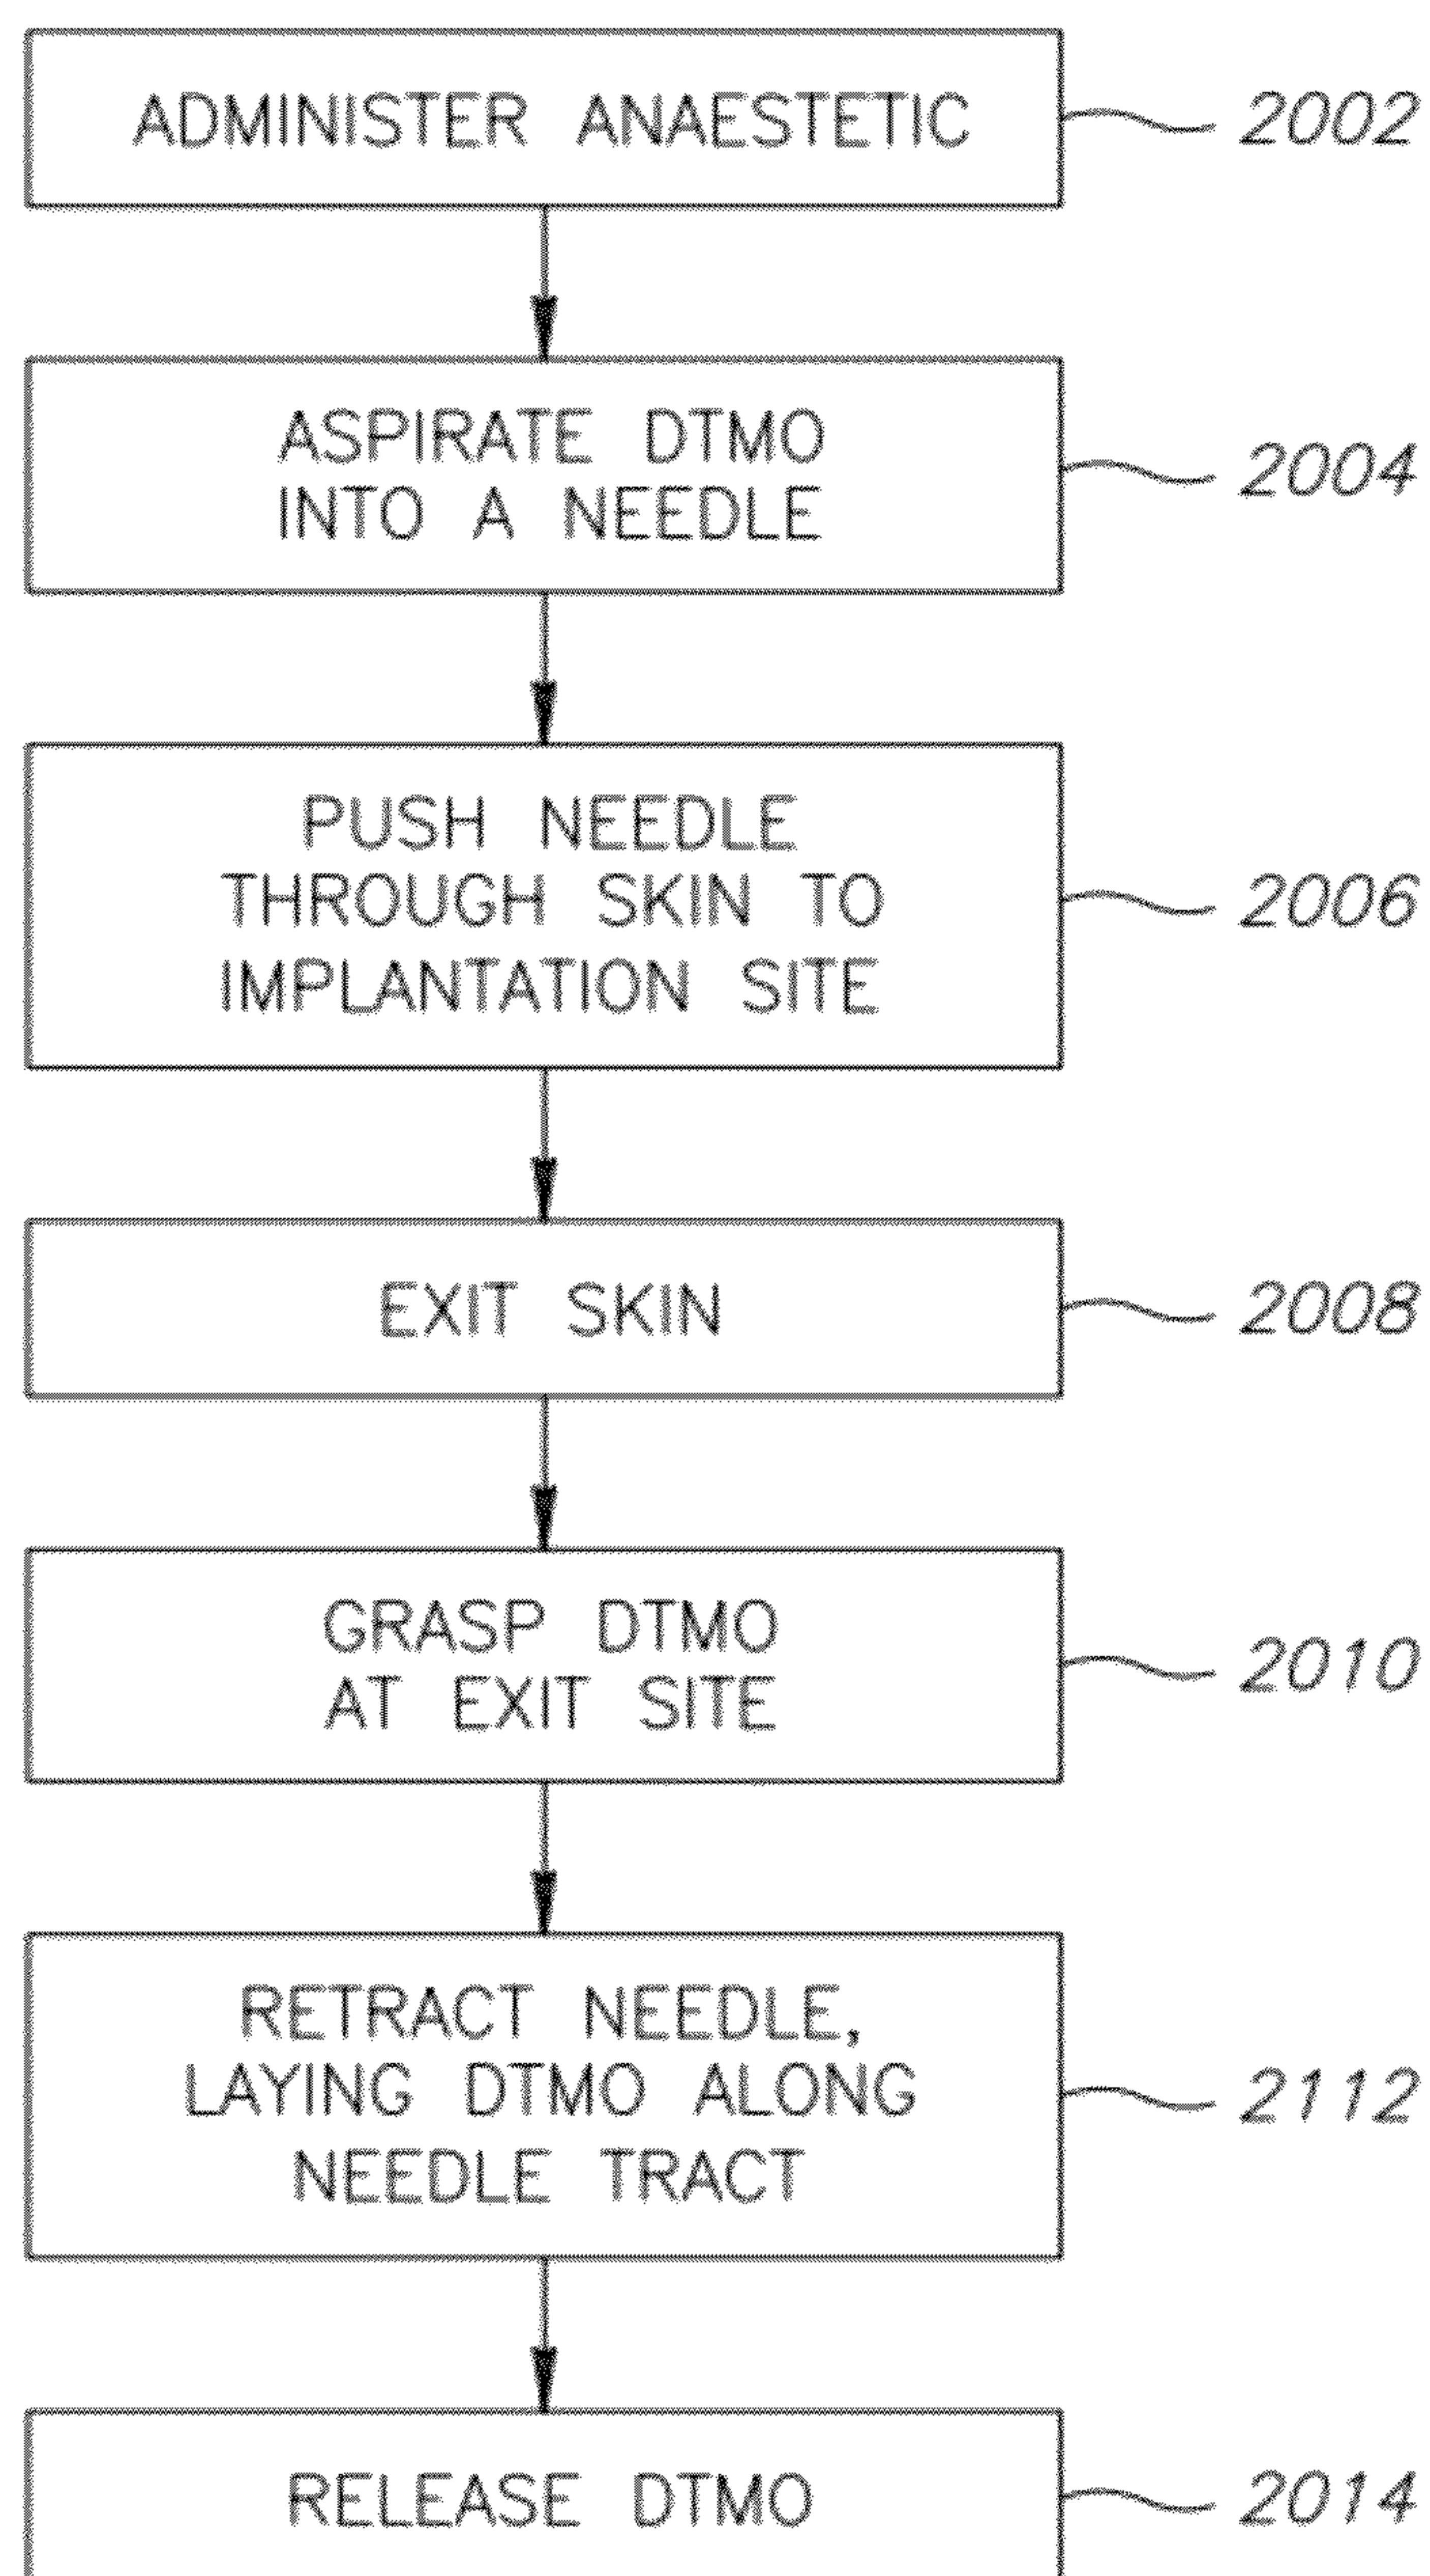 ADMINISTER ANAESTETIC 2002
ASPIRATE DTMO
INTO A NEEDLE 2004
PUSH NEEDLE
THROUGH SKIN TO 2006
IMPLANTATION SITE
EXIT SKIN 2008
GRASP DTMO
AT EXIT SITE 2010
RETRACT NEEDLE,
LAYING DTMO ALONG 2112
NEEDLE TRACT
RELEASE DTMO 2014